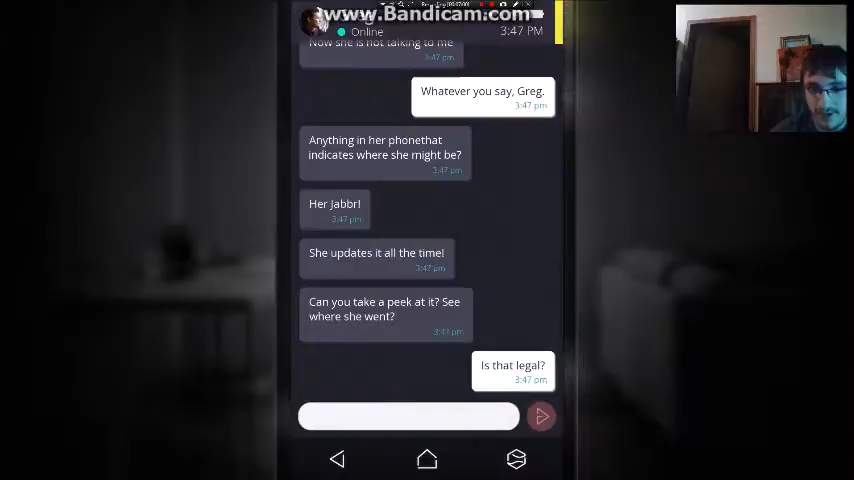 www.Bandicam.com
Online
3:47 PM
Now she is not talking to me
3:47 pm
Whatever you say, Greg.
3:47 pm
Anything in her phonethat
indicates where she might be?
3:47 pm
Her Jabbr!
3:47 pm
She updates it all the time!
3:47 pm
Can you take a peek at it? See
where she went?
3:47 pm
Is that legal?
3:47 pm